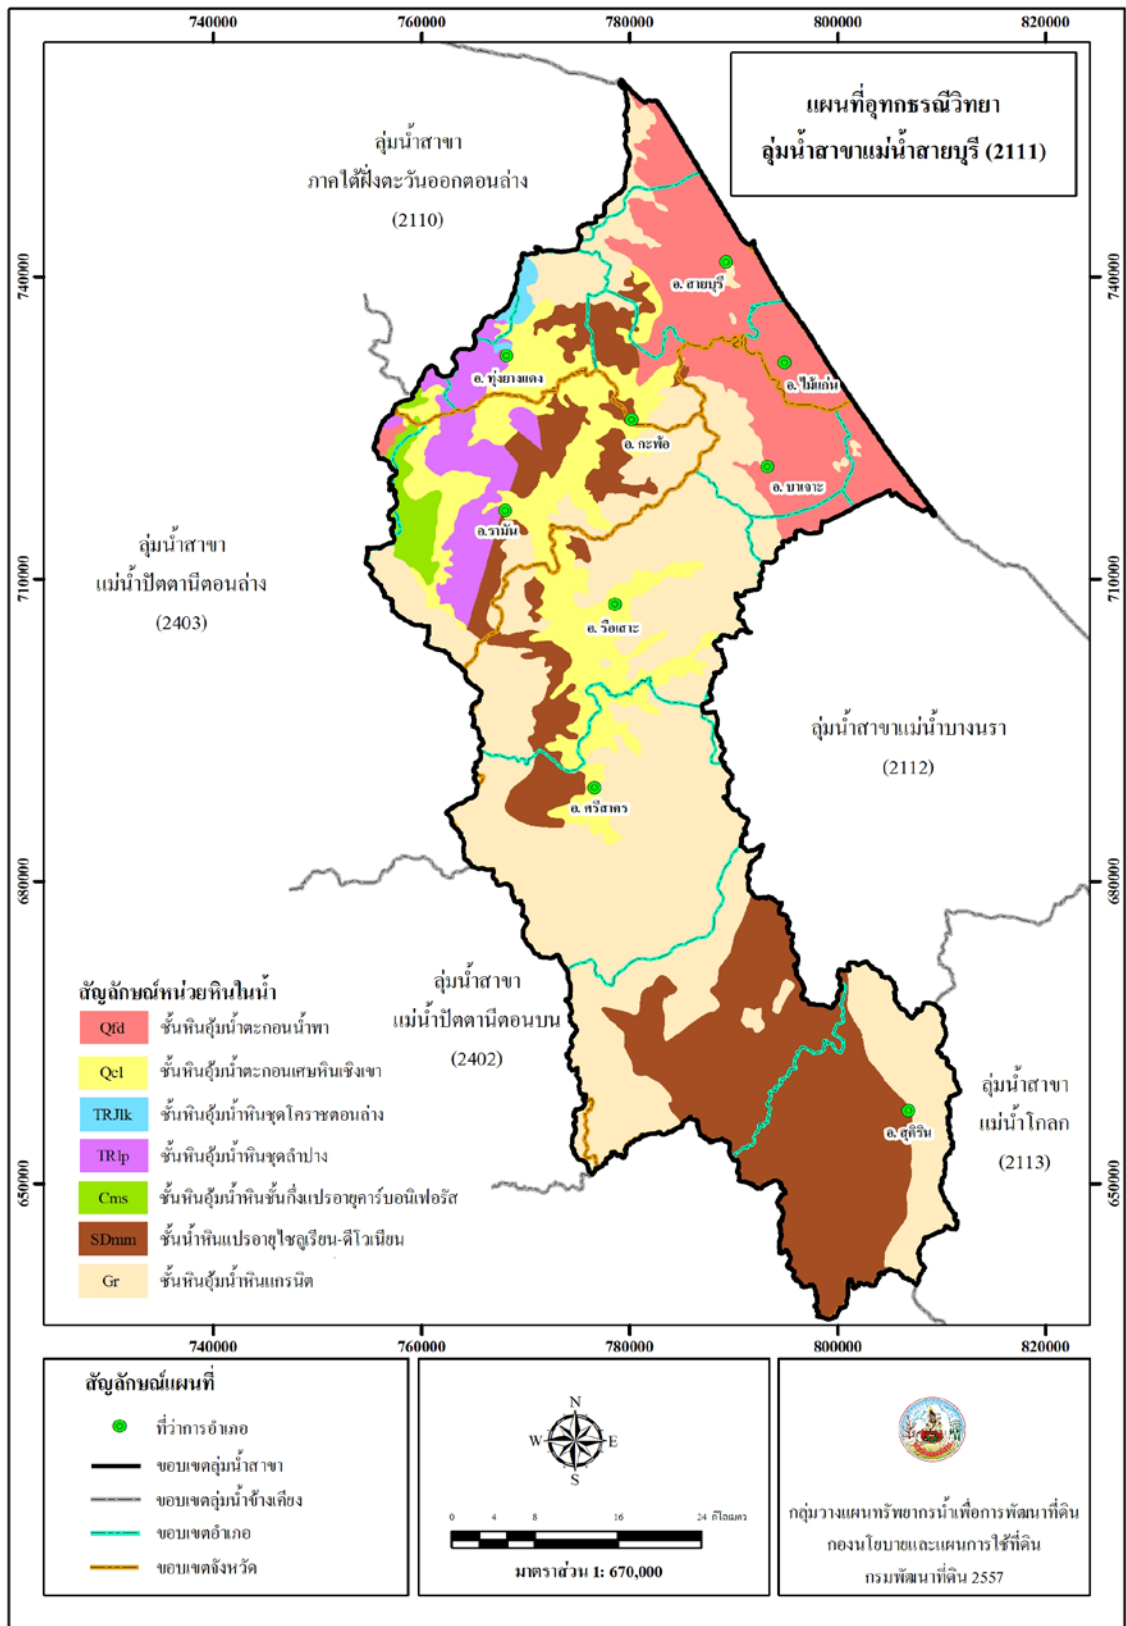 740000 760000 780000 800000 820000
แผนที่อุทกธรณีวิทยา
ลุ่มน้ำสาขาแม่น้ำสายบุรี (2111)
ลุ่มน้ำสาขา
ภาคใต้ฝั่งตะวันออกตอนล่าง
(2110)
740000
740000
อ. สายบุรี
อ. ทุ่งยางแดง
อ. ไม้แก่น
อ. กะพ้อ
อ. บาเจาะ
อ.รามัน
ลุ่มน้ำสาขา
แม่น้ำปัตตานีตอนล่าง
(2403)
710000
710000
อ. รือเสาะ
ลุ่มน้ำสาขาแม่น้ำบางนรา
(2112)
อ. ศรีสาคร
680000
680000
ลุ่มน้ำสาขา
แม่น้ำปัตตานีตอนบน
(2402)
ลุ่มน้ำสาขา
แม่น้ำโกลก
(2113)
อ. สุคิริน
650000
650000
สัญลักษณ์หน่วยหินในน้ำ
Qfd ชั้นหินอุ้มน้ำตะกอนน้ำพา
Qcl ชั้นหินอุ้มน้ำตะกอนเศษหินเชิงเขา
TRJlk ชั้นหินอุ้มน้ำหินชุดโคราชตอนล่าง
TRlp ชั้นหินอุ้มน้ำหินชุดลำปาง
Cms ชั้นหินอุ้มน้ำหินชั้นกึ่งแปรอายุคาร์บอนิเฟอรัส
SDmm ชั้นน้ำหินแปรอายุไซลูเรียน-ดีโวเนียน
Gr ชั้นหินอุ้มน้ำหินแกรนิต
740000 760000 780000 800000 820000
สัญลักษณ์แผนที่
ที่ว่าการอำเภอ
ขอบเขตลุ่มน้ำสาขา
ขอบเขตลุ่มน้ำข้างเคียง
ขอบเขตอำเภอ
ขอบเขตจังหวัด
N
W E
S
0 4 8 16 24 กิโลเมตร
มาตราส่วน 1: 670,000
กลุ่มวางแผนทรัพยากรน้ำเพื่อการพัฒนาที่ดิน
กองนโยบายและแผนการใช้ที่ดิน
กรมพัฒนาที่ดิน 2557